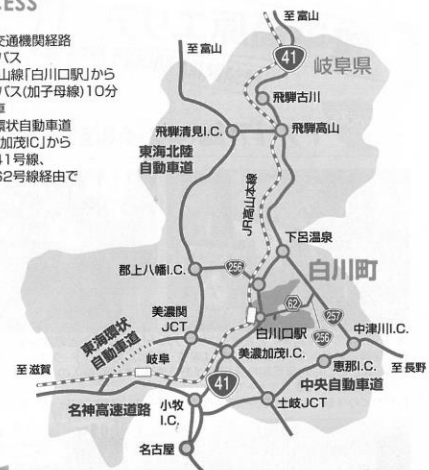 CESS
交通機関経路
バス
山線「白川口駅」から
バス(加子母線)10分
車
環状自動車道
加茂IC」から
41号線、
62号線経由で
至富山
至富山
41
岐阜県
飛騨古川
飛騨清見I.C.
飛騨高山
東海北陸
自動車道
JR高山本線
下呂温泉
郡上八幡I.C.
256
白川町
62
257
美濃関
JCT
白川口駅
256
中津川I.C.
東海環状
自動車道
岐阜
美濃加茂I.C.
恵那I.C.
至長野
至滋賀
41
中央自動車道
名神高速道路
小牧
I.C.
土岐JCT
名古屋